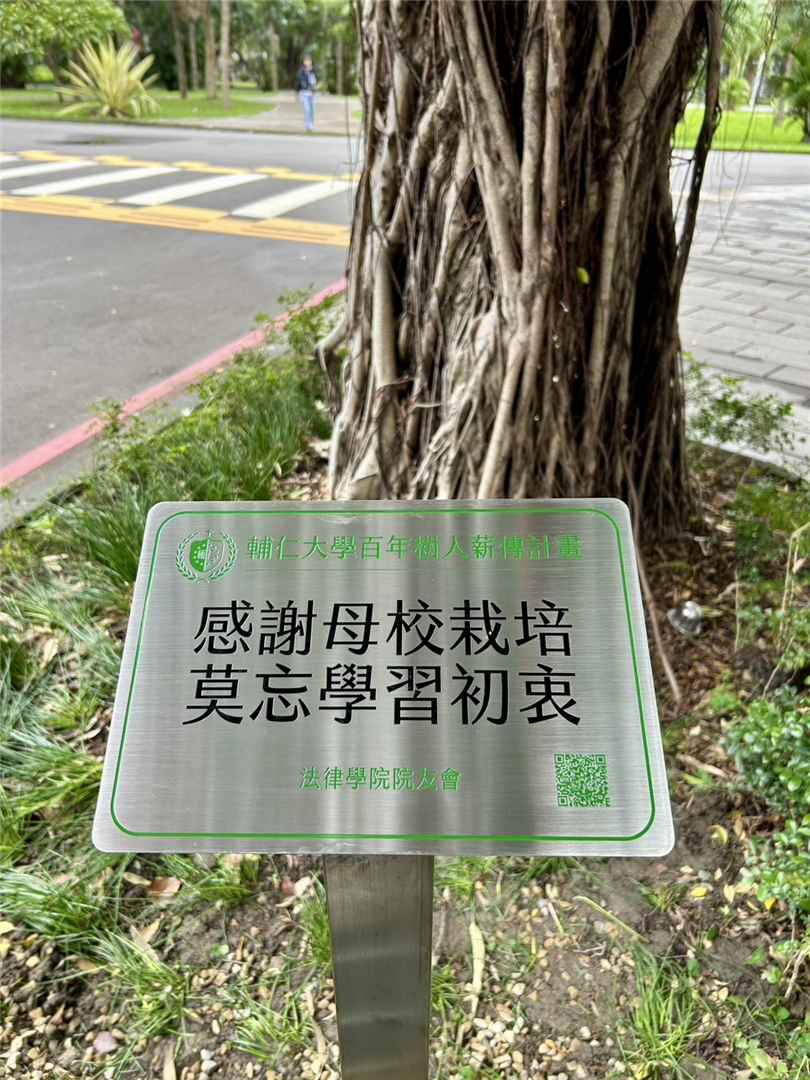 輔仁大學百年樹人薪傳計畫
感謝母校栽培
莫忘學習初衷
法律學院院友會